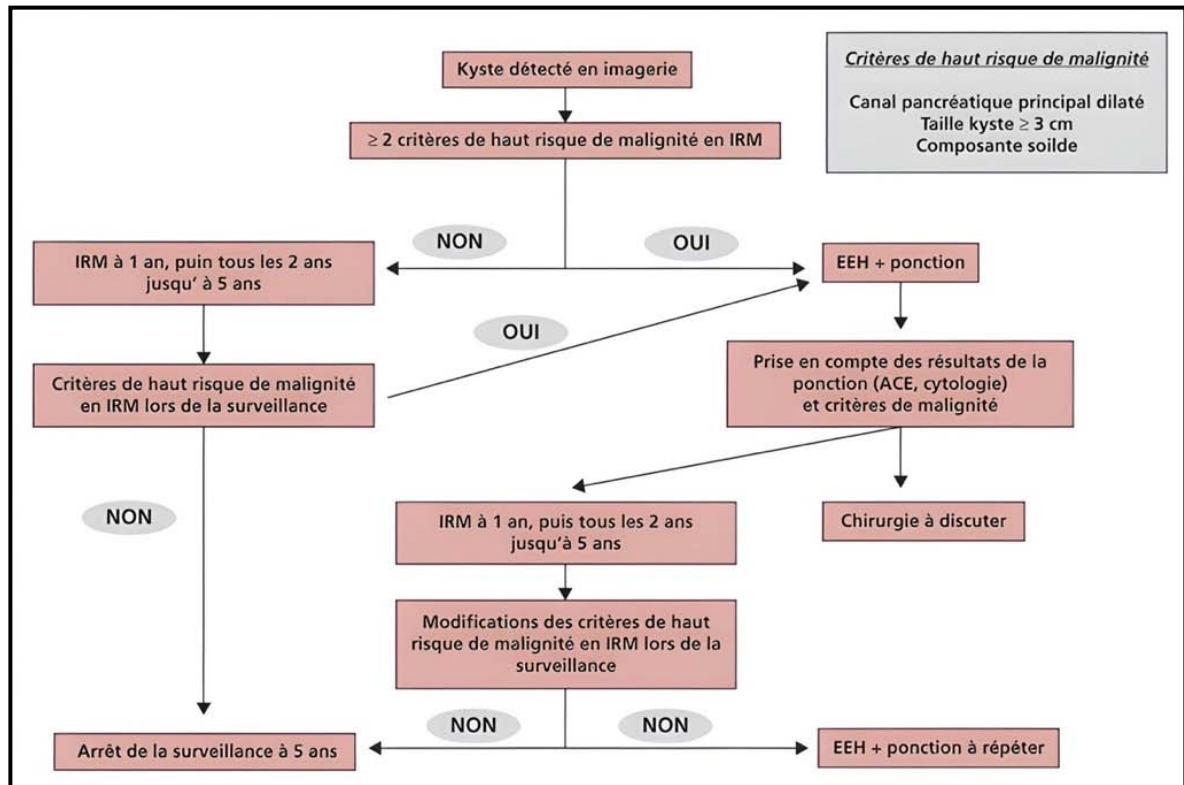 Kyste détecté en imagerie
≥ 2 critères de haut risque de malignité en IRM
Critères de haut risque de malignité
Canal pancréatique principal dilaté
Taille kyste ≥ 3 cm
Composante soilde
NON
OUI
IRM à 1 an, puin tous les 2 ans
jusqu' à 5 ans
EEH + ponction
OUI
Critères de haut risque de malignité
en IRM lors de la surveillance
Prise en compte des résultats de la
ponction (ACE, cytologie)
et critères de malignité
NON
IRM à 1 an, puis tous les 2 ans
jusqu'à 5 ans
Chirurgie à discuter
Modifications des critères de haut
risque de malignité en IRM lors de la
surveillance
NON
NON
Arrêt de la surveillance à 5 ans
EEH + ponction à répéter